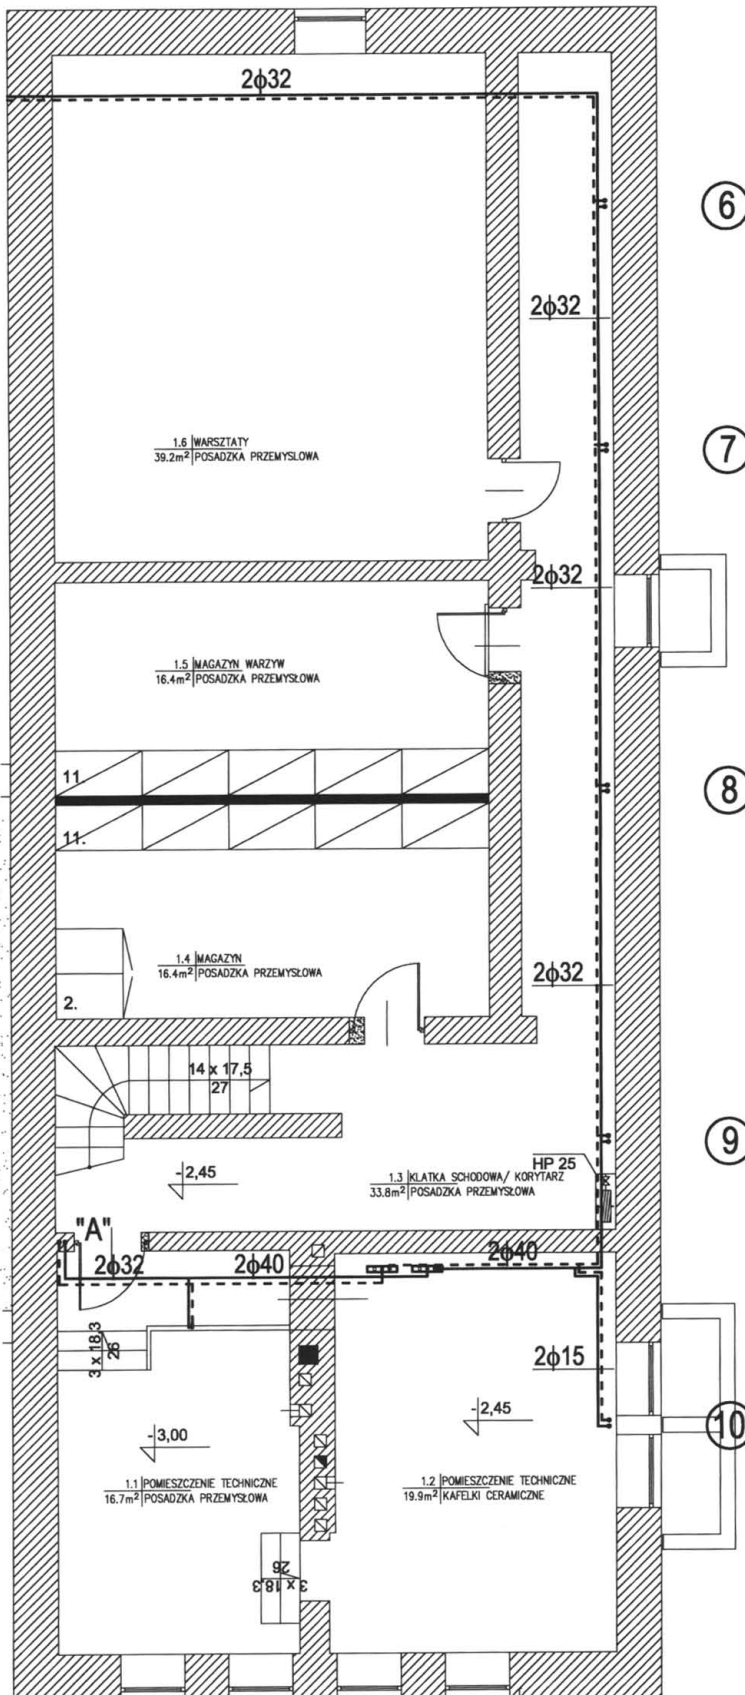 2ϕ32
6
2ϕ32
1.6 WARSZTATY
39.2m² POSADZKA PRZEMYSLOWA
7
2ϕ32
1.5 MAGAZYN WARZYW
16.4m² POSADZKA PRZEMYSŁOWA
11.
8
11.
1.4 MAGAZYN
16.4m² POSADZKA PRZEMYSŁOWA
2ϕ32
2.
14 x 17,5
27
9
HP 25
-2,45
1.3 KLATKA SCHODOWA/ KORYTARZ
33.8m² POSADZKA PRZEMYSŁOWA
"A"
2ϕ32
2ϕ40
2ϕ40
3 x 18,3
26
2ϕ15
-2,45
-3,00
10
1.1 POMIESZCZENIE TECHNICZNE
16.7m² POSADZKA PRZEMYSŁOWA
1.2 POMIESZCZENIE TECHNICZNE
19.9m² KAFELKI CERAMICZNE
3 x 18,3
26